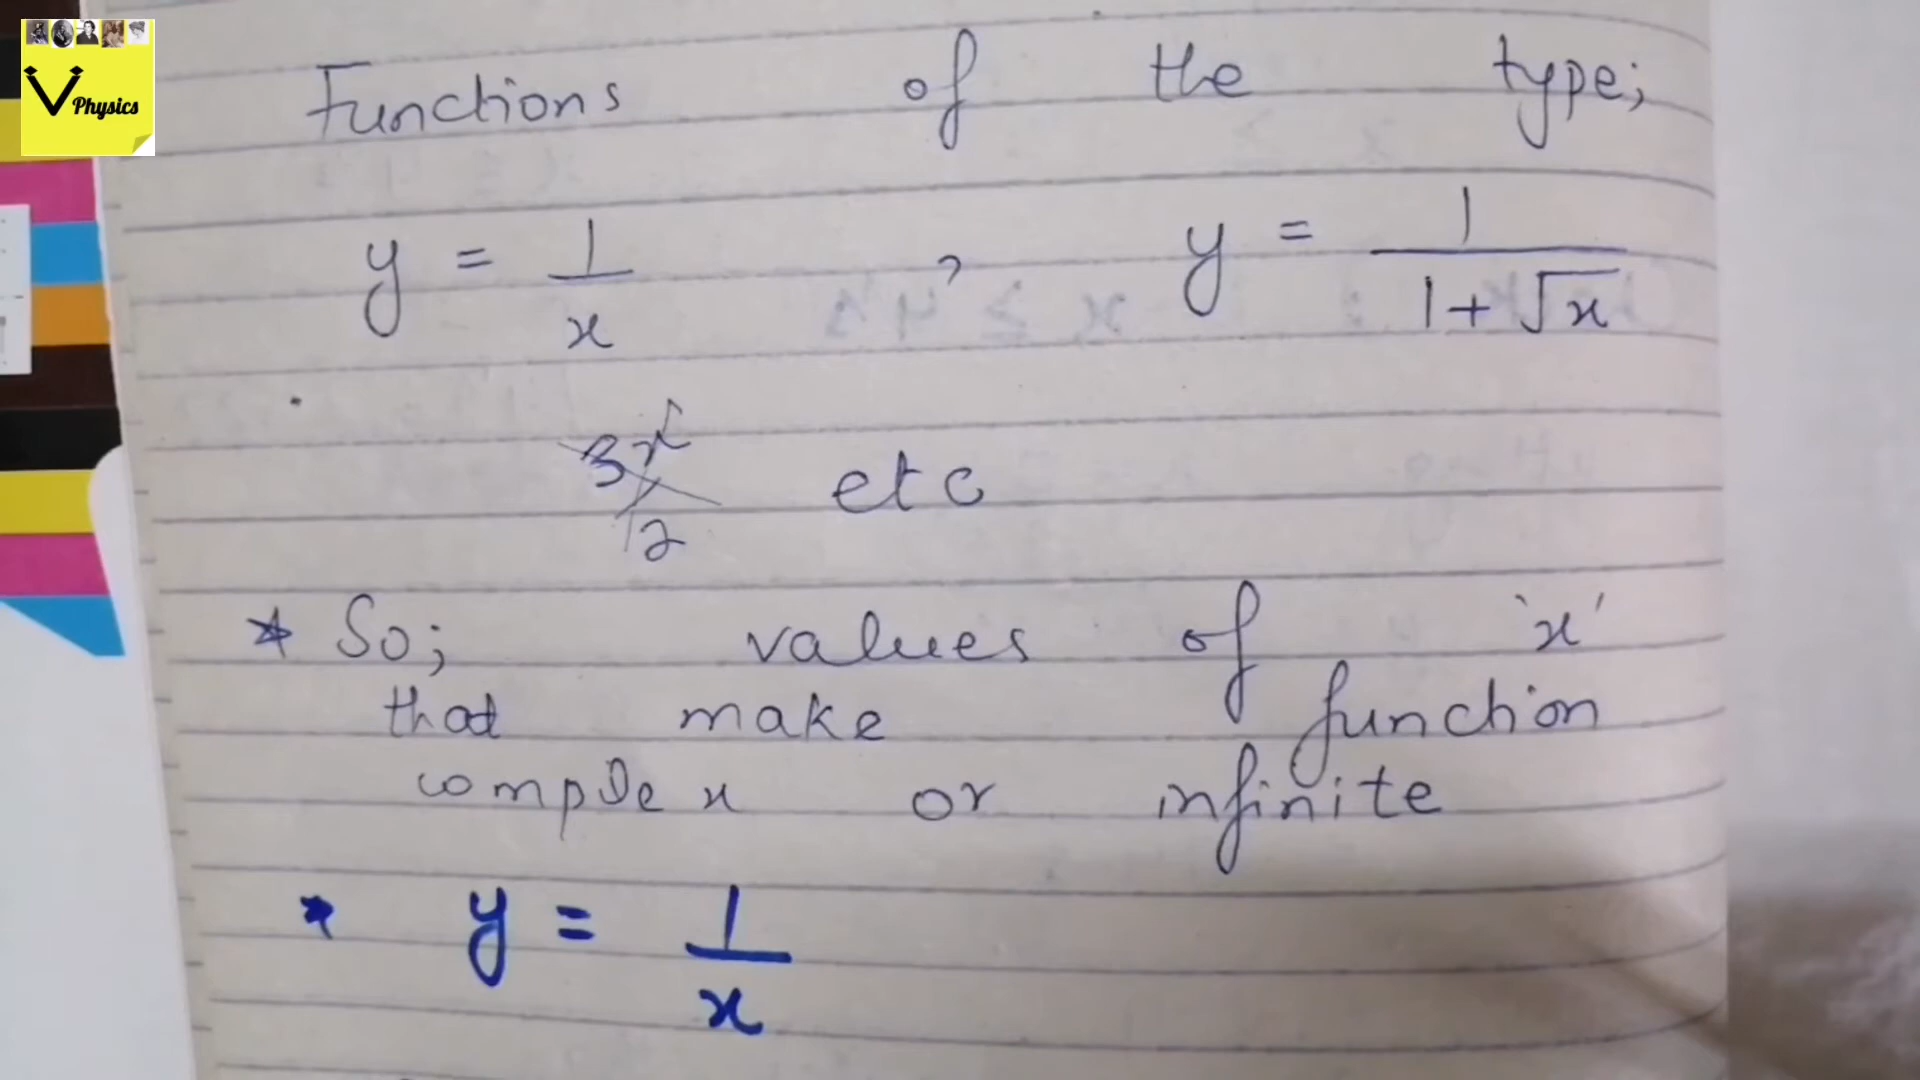 V Physics
Functions of the type;
y = 1/x , y = 1/(1+√x)
etc
* So; values of 'x'
that make function
complex or infinite
* y = 1/x